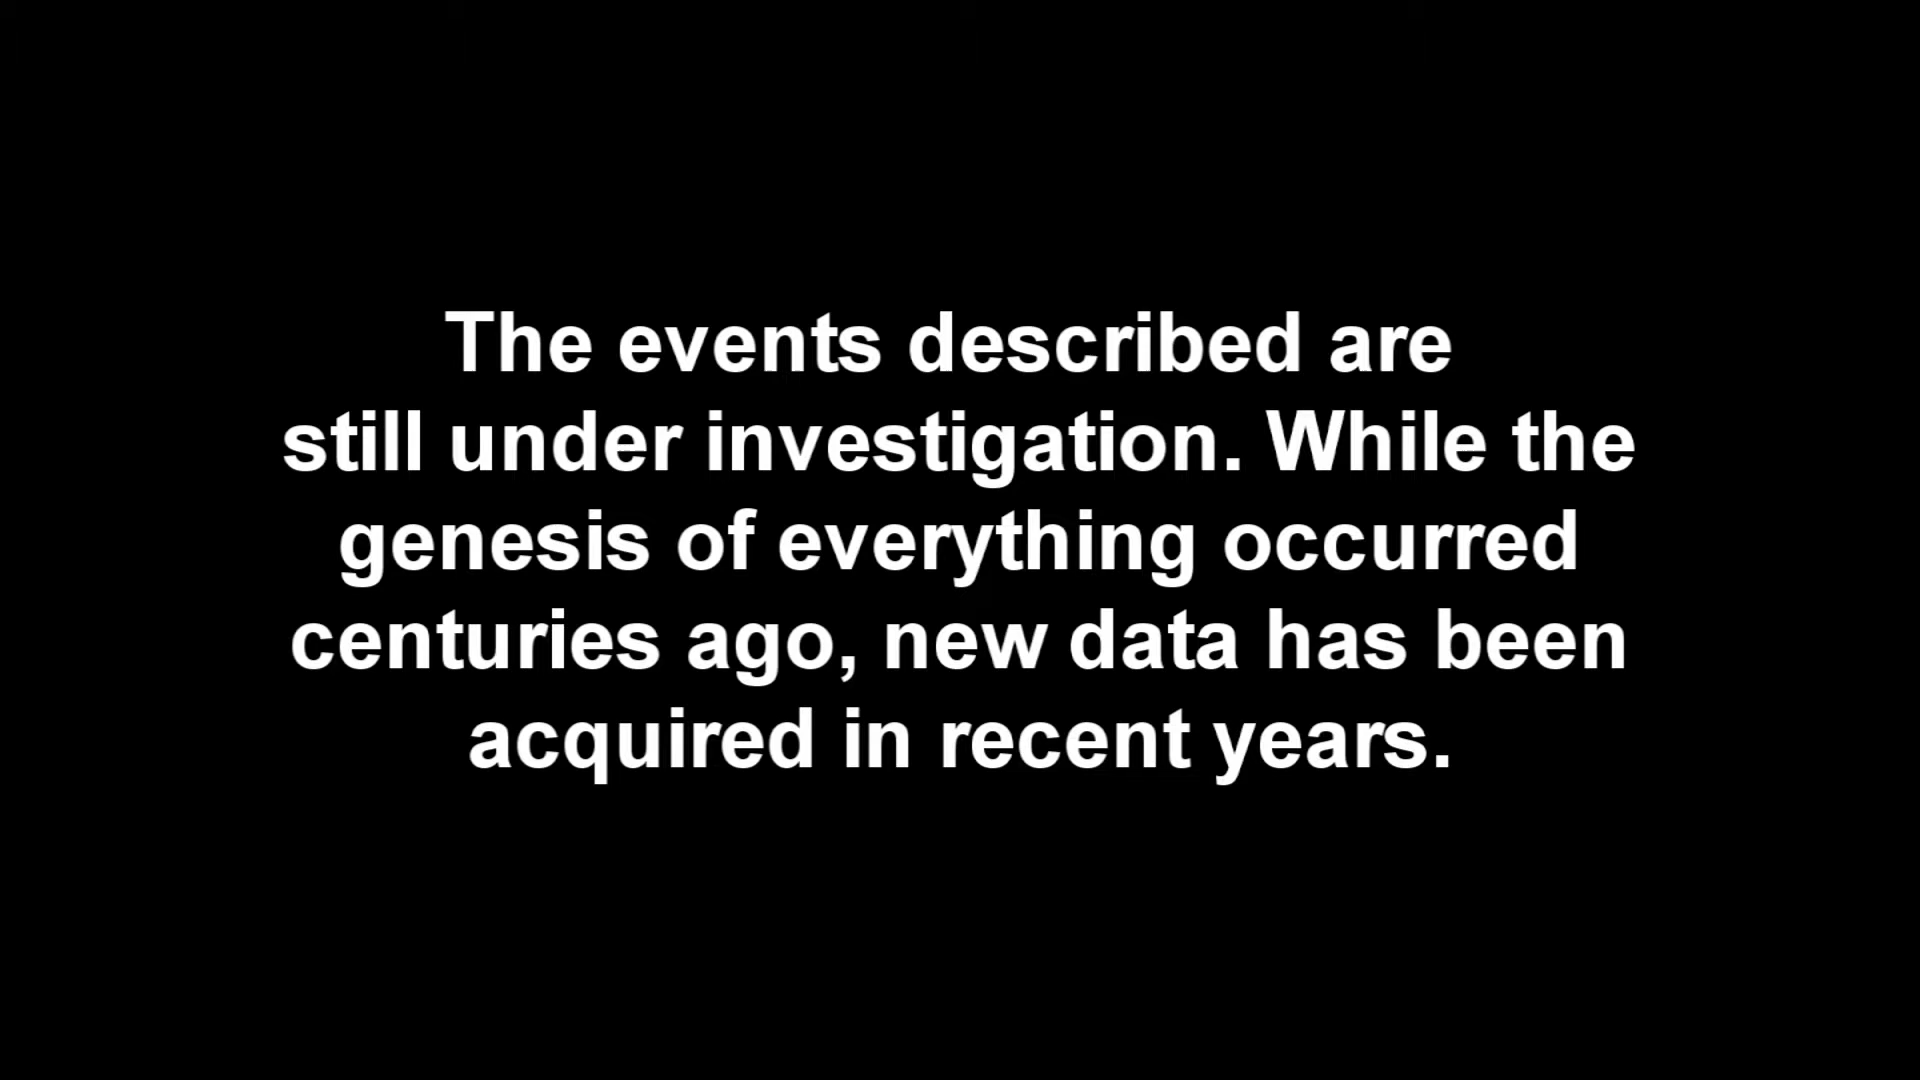 The events described are
still under investigation. While the
genesis of everything occurred
centuries ago, new data has been
acquired in recent years.